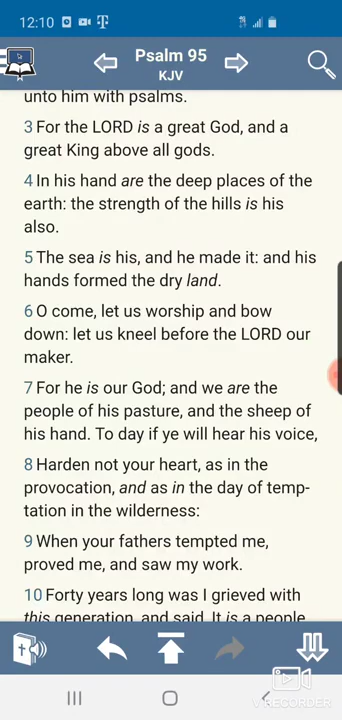 12:10
Psalm 95
KJV
unto him with psalms.
3 For the LORD is a great God, and a
great King above all gods.
4 In his hand are the deep places of the
earth: the strength of the hills is his
also.
5 The sea is his, and he made it: and his
hands formed the dry land.
6 O come, let us worship and bow
down: let us kneel before the LORD our
maker.
7 For he is our God; and we are the
people of his pasture, and the sheep of
his hand. To day if ye will hear his voice,
8 Harden not your heart, as in the
provocation, and as in the day of temp-
tation in the wilderness:
9 When your fathers tempted me,
proved me, and saw my work.
10 Forty years long was I grieved with
this generation, and said, It is a people
V RECORDER